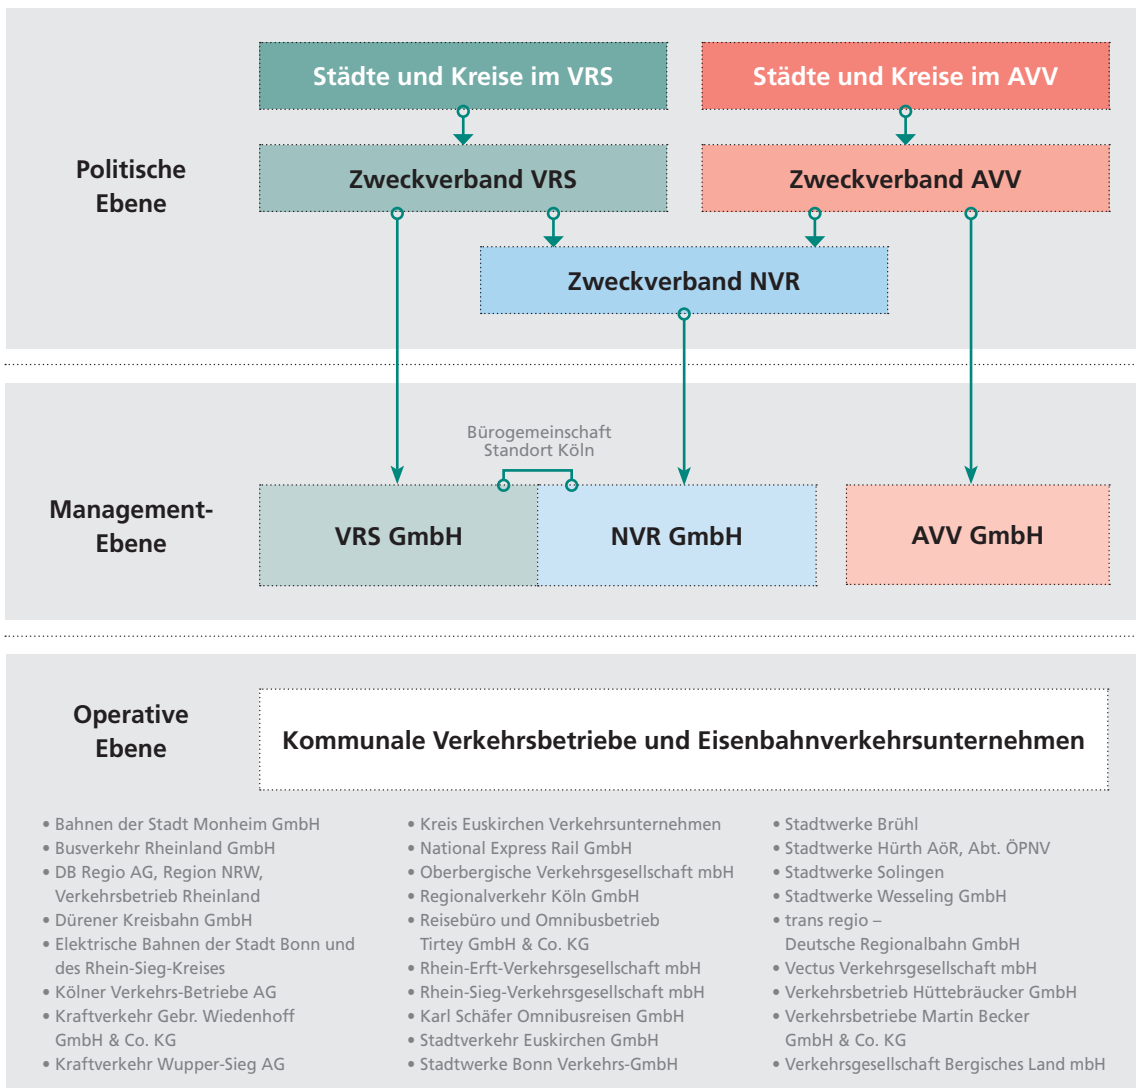 Städte und Kreise im VRS
Städte und Kreise im AVV
Politische
Ebene
Zweckverband VRS
Zweckverband AVV
Zweckverband NVR
Bürogemeinschaft
Standort Köln
Management-
Ebene
VRS GmbH
NVR GmbH
AVV GmbH
Operative
Ebene
Kommunale Verkehrsbetriebe und Eisenbahnverkehrsunternehmen
• Bahnen der Stadt Monheim GmbH
• Busverkehr Rheinland GmbH
• DB Regio AG, Region NRW,
Verkehrsbetrieb Rheinland
• Dürener Kreisbahn GmbH
• Elektrische Bahnen der Stadt Bonn und
des Rhein-Sieg-Kreises
• Kölner Verkehrs-Betriebe AG
• Kraftverkehr Gebr. Wiedenhoff
GmbH & Co. KG
• Kraftverkehr Wupper-Sieg AG
• Kreis Euskirchen Verkehrsunternehmen
• National Express Rail GmbH
• Oberbergische Verkehrsgesellschaft mbH
• Regionalverkehr Köln GmbH
• Reisebüro und Omnibusbetrieb
Tirtey GmbH & Co. KG
• Rhein-Erft-Verkehrsgesellschaft mbH
• Rhein-Sieg-Verkehrsgesellschaft mbH
• Karl Schäfer Omnibusreisen GmbH
• Stadtverkehr Euskirchen GmbH
• Stadtwerke Bonn Verkehrs-GmbH
• Stadtwerke Brühl
• Stadtwerke Hürth AöR, Abt. ÖPNV
• Stadtwerke Solingen
• Stadtwerke Wesseling GmbH
• trans regio –
Deutsche Regionalbahn GmbH
• Vectus Verkehrsgesellschaft mbH
• Verkehrsbetrieb Hüttebräucker GmbH
• Verkehrsbetriebe Martin Becker
GmbH & Co. KG
• Verkehrsgesellschaft Bergisches Land mbH